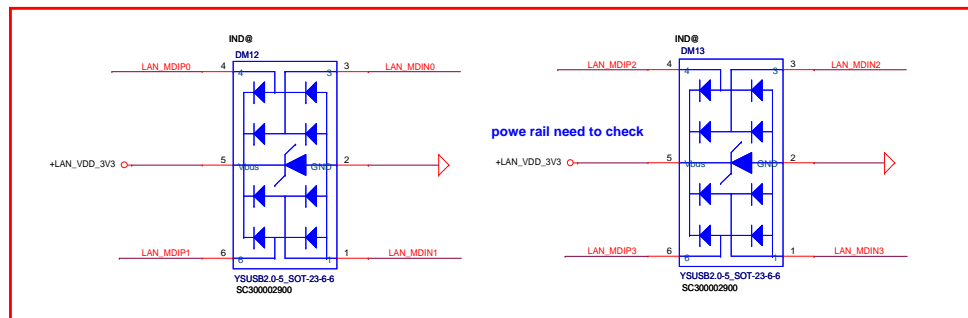 IND@
DM12
LAN_MDIP0 4 4 3 3 LAN_MDIN0
+LAN_VDD_3V3 5 Vbus GND 2
LAN_MDIP1 6 6 1 1 LAN_MDIN1
YSUSB2.0-5_SOT-23-6-6
SC300002900
powe rail need to check
IND@
DM13
LAN_MDIP2 4 4 3 3 LAN_MDIN2
+LAN_VDD_3V3 5 Vbus GND 2
LAN_MDIP3 6 6 1 1 LAN_MDIN3
YSUSB2.0-5_SOT-23-6-6
SC300002900